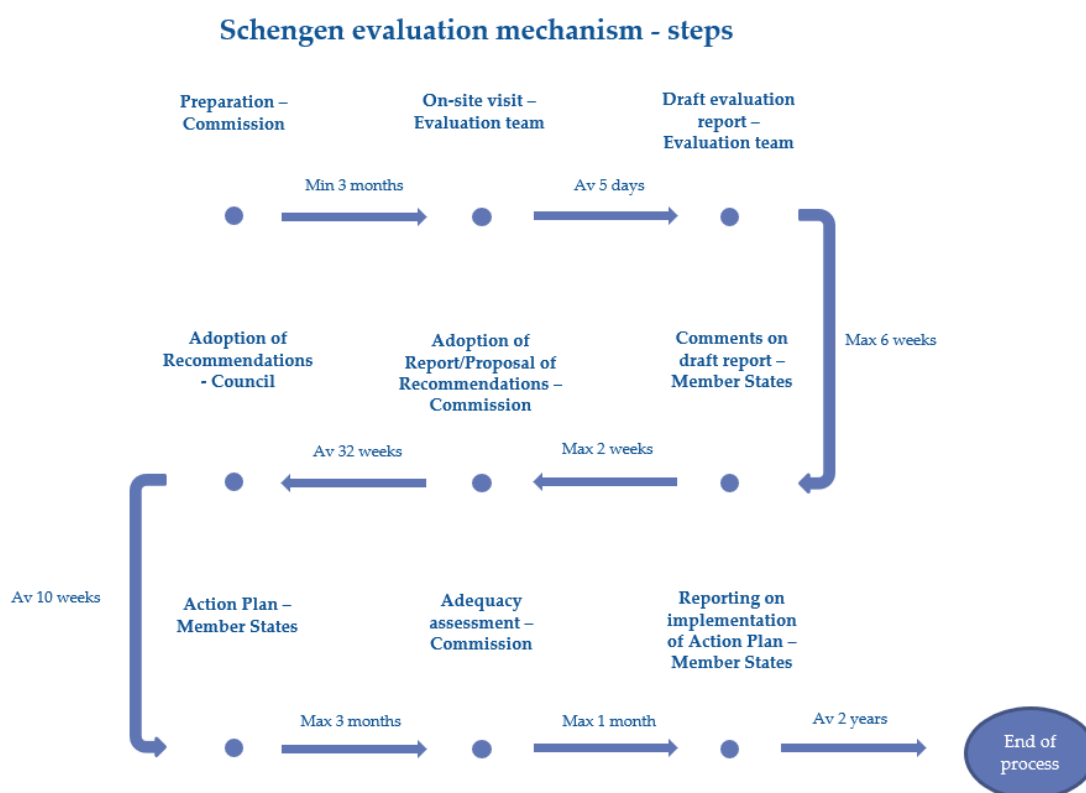 Schengen evaluation mechanism - steps
Preparation –
Commission
On-site visit –
Evaluation team
Draft evaluation
report –
Evaluation team
Min 3 months
Av 5 days
Max 6 weeks
Comments on
draft report –
Member States
Adoption of
Report/Proposal of
Recommendations –
Commission
Adoption of
Recommendations
- Council
Max 2 weeks
Av 32 weeks
Av 10 weeks
Action Plan –
Member States
Adequacy
assessment –
Commission
Reporting on
implementation
of Action Plan –
Member States
Max 3 months
Max 1 month
Av 2 years
End of
process